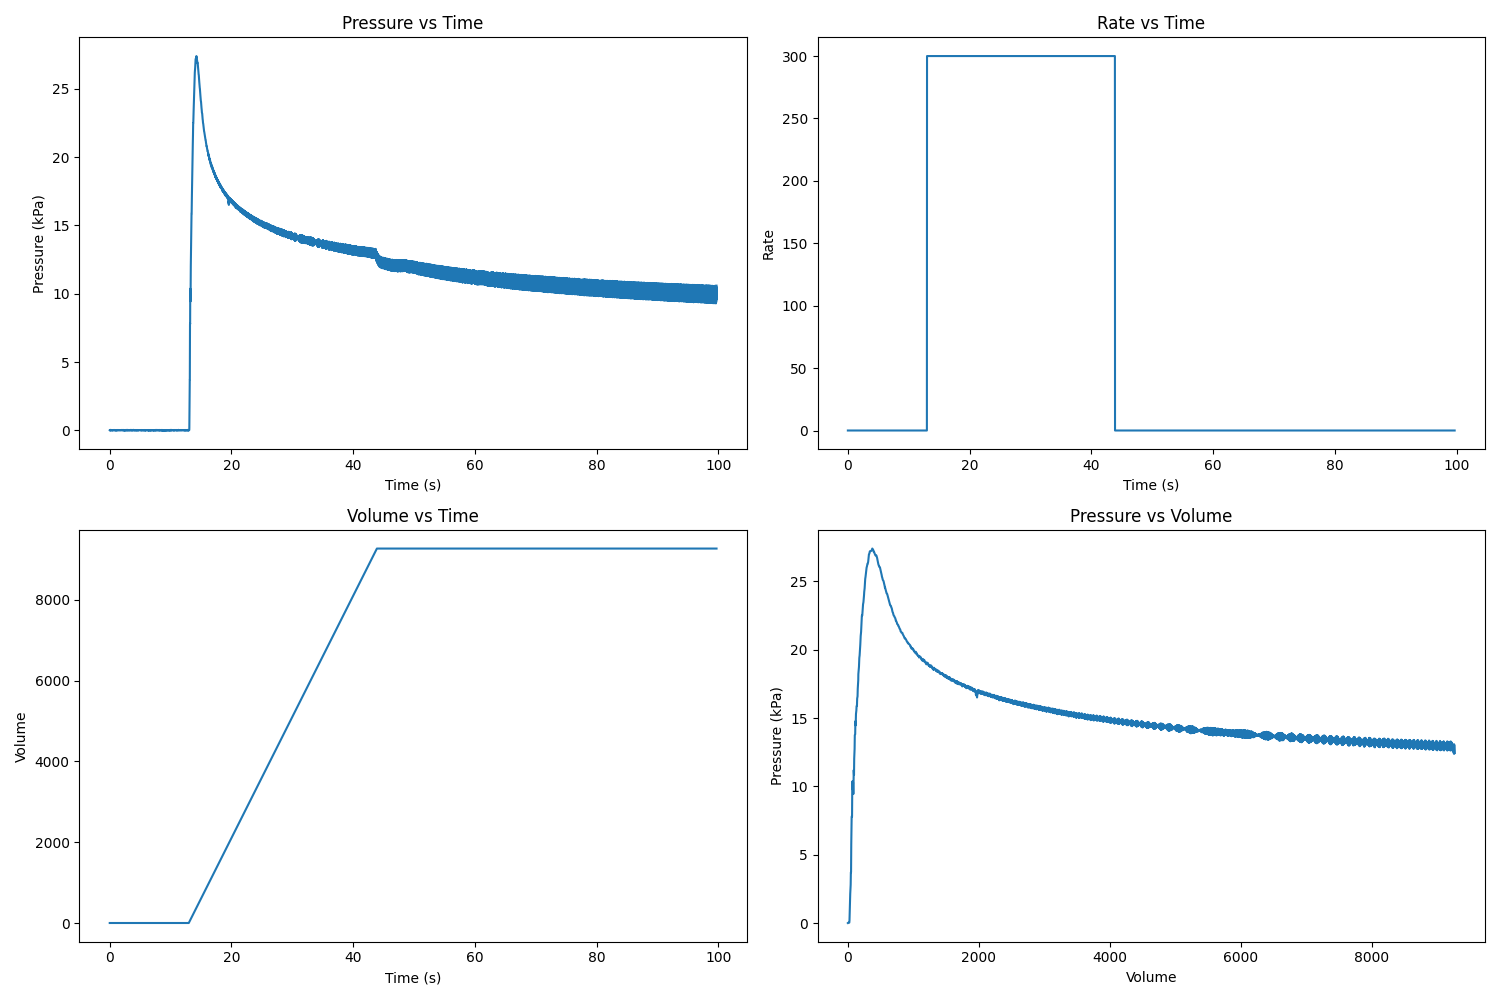 Pressure vs Time
Pressure (kPa)
25
20
15
10
5
0
0 20 40 60 80 100
Time (s)
Rate vs Time
Rate
300
250
200
150
100
50
0
0 20 40 60 80 100
Time (s)
Volume vs Time
Volume
8000
6000
4000
2000
0
0 20 40 60 80 100
Time (s)
Pressure vs Volume
Pressure (kPa)
25
20
15
10
5
0
0 2000 4000 6000 8000
Volume